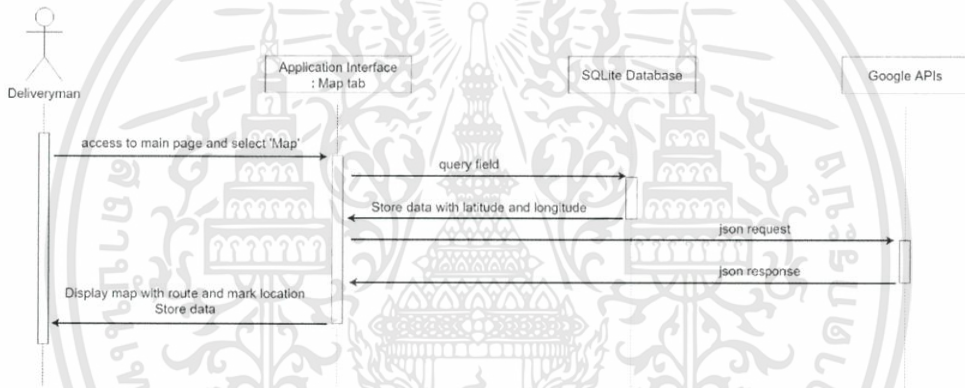 Application Interface
: Map tab
SQLite Database
Google APIs
Deliveryman
access to main page and select 'Map'
query field
Store data with latitude and longitude
json request
json response
Display map with route and mark location
Store data